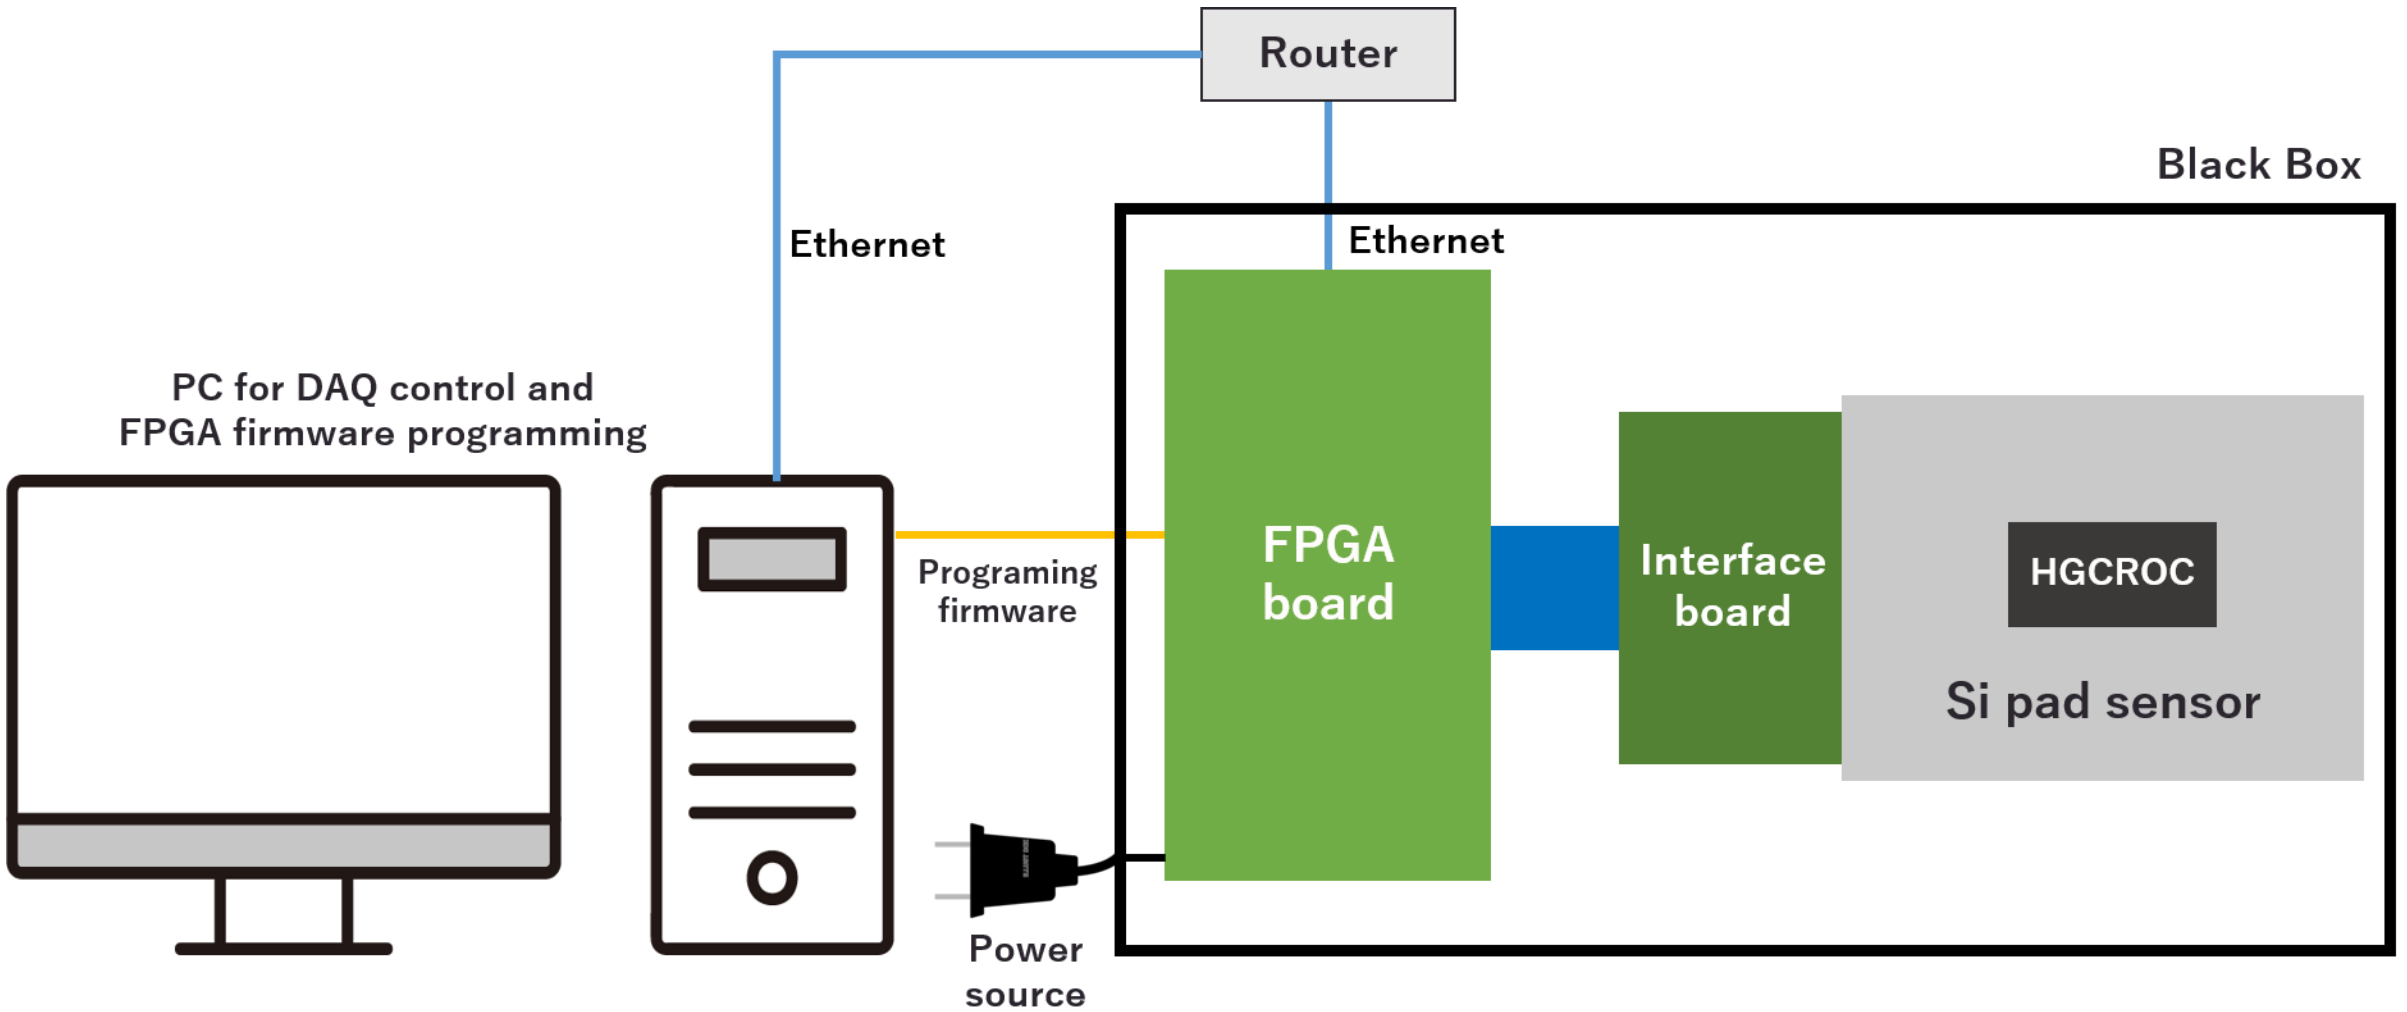 Router
Black Box
Ethernet
Ethernet
PC for DAQ control and
FPGA firmware programming
Programing
firmware
FPGA
board
Interface
board
HGCROC
Si pad sensor
Power
source